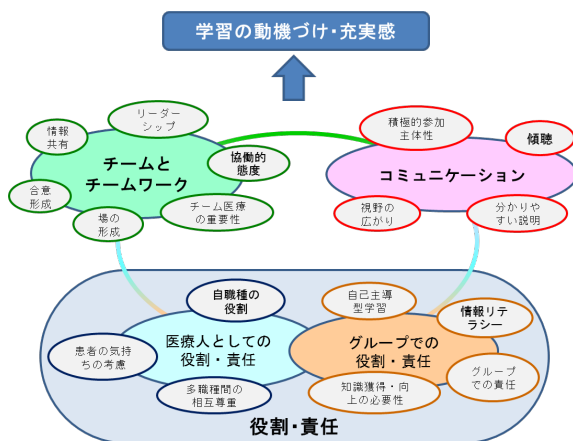 学習の動機づけ・充実感
リーダー
シップ
情報
共有
協働的
態度
チームと
チームワーク
合意
形成
場の
形成
チーム医療
の重要性
積極的参加
主体性
傾聴
コミュニケーション
視野の
広がり
分かりや
すい説明
自職種の
役割
医療人としての
役割・責任
患者の気持
ちの考慮
多職種間の
相互尊重
自己主導
型学習
情報リテ
ラシー
グループでの
役割・責任
グループ
での責任
知識獲得・向
上の必要性
役割・責任